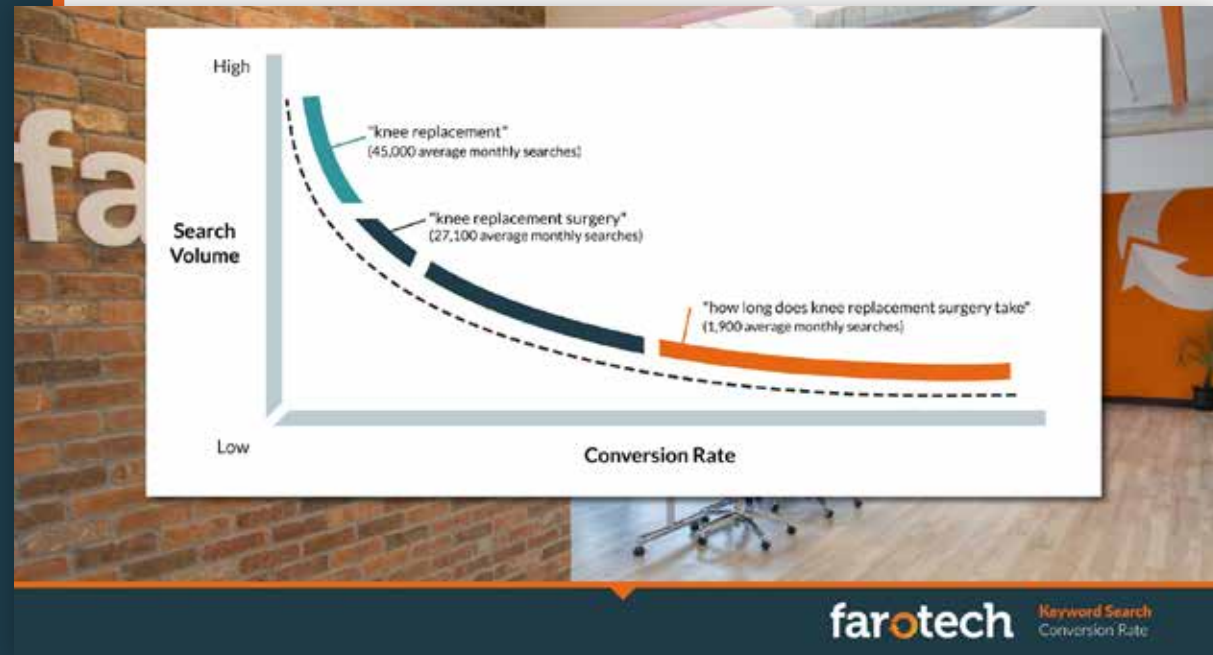 fa
High
"knee replacement"
(45,000 average monthly searches)
"knee replacement surgery"
(27,100 average monthly searches)
Search
Volume
"how long does knee replacement surgery take"
(1,900 average monthly searches)
Low
Conversion Rate
farotech
Keyword Search
Conversion Rate